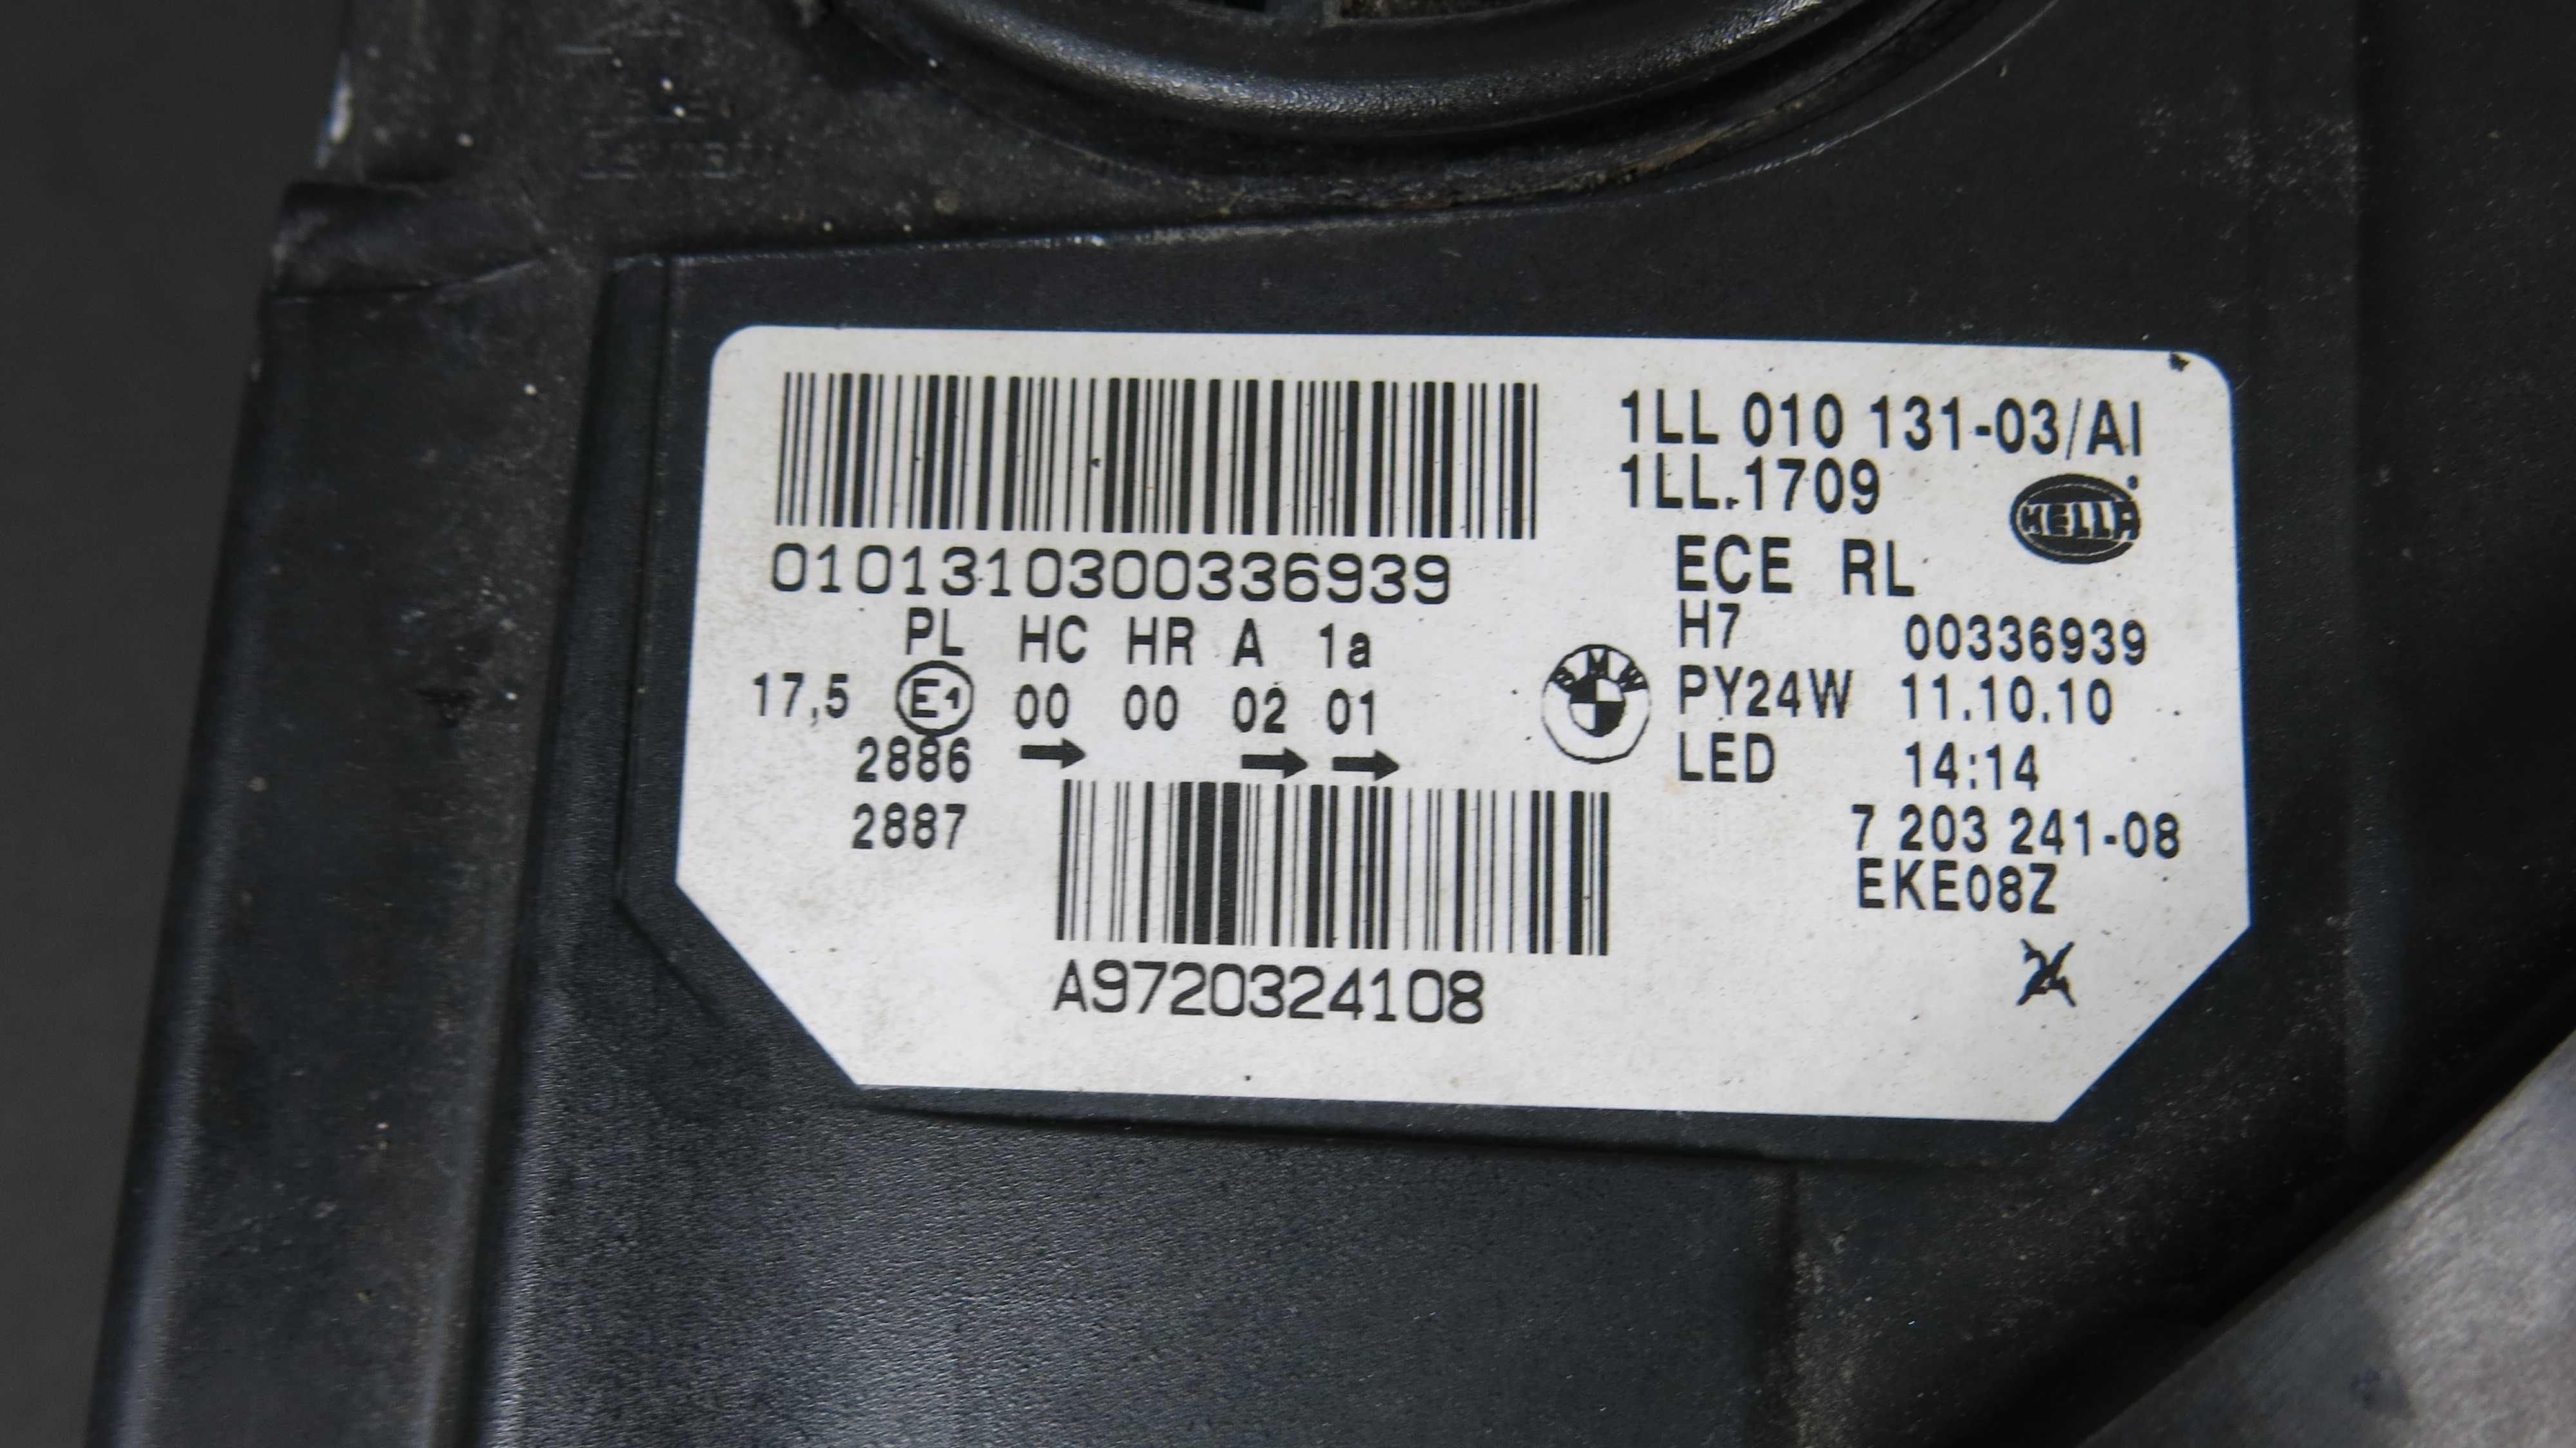 1LL 010 131-03/AI
1LL.1709
HELLA
0101310300336939
ECE RL
PL HC HR A 1a
H7 00336939
17,5 E1 00 00 02 01
BMW
PY24W 11.10.10
2886 → → →
LED 14:14
2887
7 203 241-08
EKE08Z
A9720324108